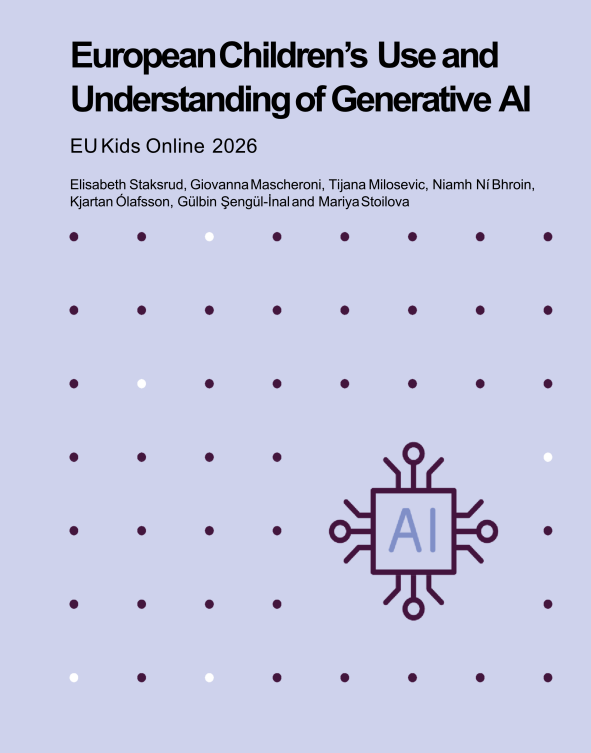 European Children's Use and
Understanding of Generative AI
EU Kids Online 2026
Elisabeth Staksrud, Giovanna Mascheroni, Tijana Milosevic, Niamh Ní Bhroin,
Kjartan Ólafsson, Gülbin Şengül-İnal and Mariya Stoilova
AI